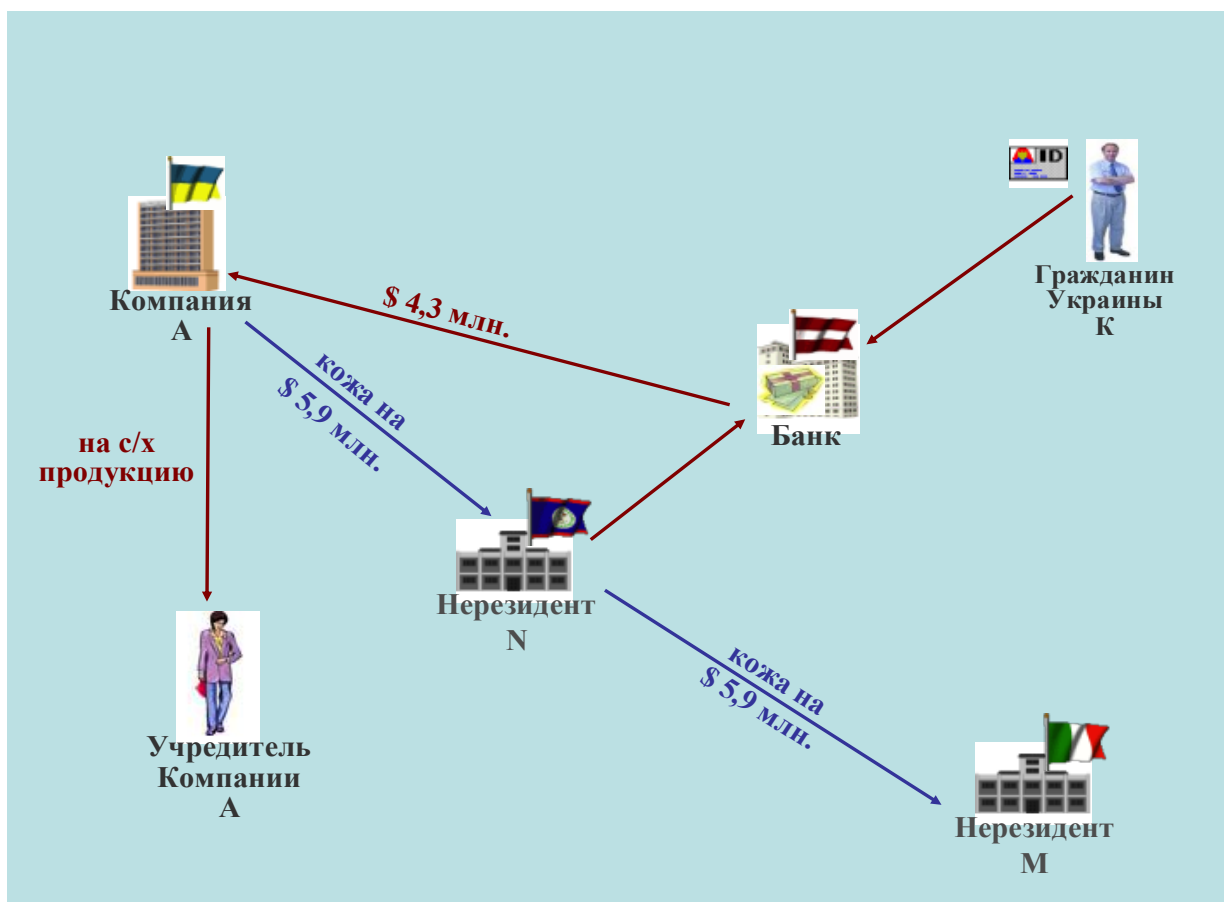 ID
Гражданин
Украины
К
Компания
А
$ 4,3 млн.
кожа на
$ 5,9 млн.
Банк
на с/х
продукцию
Нерезидент
N
кожа на
$ 5,9 млн.
Учредитель
Компании
А
Нерезидент
М